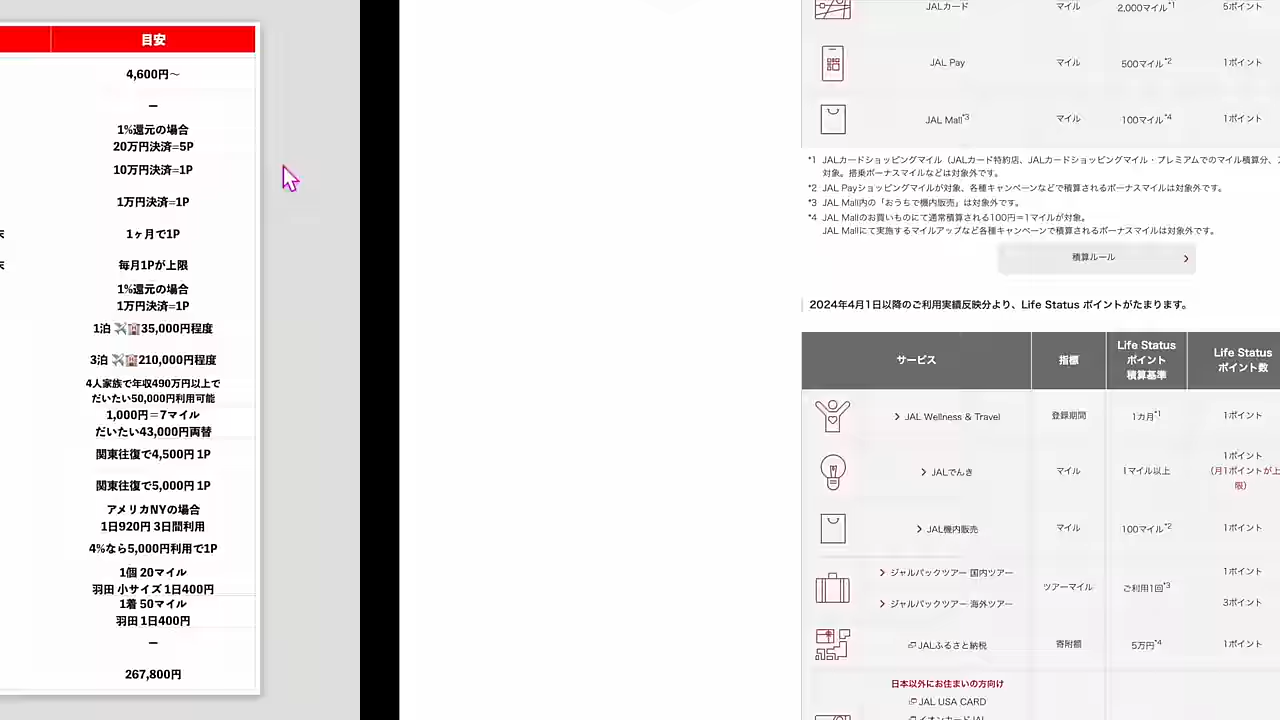 目安
4,600円～
ー
1%還元の場合
20万円決済=5P
10万円決済=1P
1万円決済=1P
1ヶ月で1P
毎月1Pが上限
1%還元の場合
1万円決済=1P
1泊 ✈️🏨35,000円程度
3泊 ✈️🏨210,000円程度
4人家族で年収490万円以上で
だいたい50,000円利用可能
1,000円＝7マイル
だいたい43,000円両替
関東往復で4,500円 1P
関東往復で5,000円 1P
アメリカNYの場合
1日920円 3日間利用
4%なら5,000円利用で1P
1個 20マイル
羽田 小サイズ 1日400円
1着 50マイル
羽田 1日400円
ー
267,800円
JALカード マイル 2,000マイル*1 5ポイント
JAL Pay マイル 500マイル*2 1ポイント
JAL Mall*3 マイル 100マイル*4 1ポイント
*1 JALカードショッピングマイル（JALカード特約店、JALカードショッピングマイル・プレミアムでのマイル積算分、
対象。搭乗ボーナスマイルなどは対象外です。
*2 JAL Payショッピングマイルが対象、各種キャンペーンなどで積算されるボーナスマイルは対象外です。
*3 JAL Mall内の「おうちで機内販売」は対象外です。
*4 JAL Mallのお買いものにて通常積算される100円＝1マイルが対象。
JAL Mallにて実施するマイルアップなど各種キャンペーンで積算されるボーナスマイルは対象外です。
積算ルール
2024年4月1日以降のご利用実績反映分より、Life Status ポイントがたまります。
サービス 指標 Life Status ポイント 積算基準 Life Status ポイント数
JAL Wellness & Travel 登録期間 1カ月*1 1ポイント
JALでんき マイル 1マイル以上 1ポイント
（月1ポイントが上
限）
JAL機内販売 マイル 100マイル*2 1ポイント
ジャルパックツアー 国内ツアー ツアーマイル ご利用1回*3 1ポイント
ジャルパックツアー 海外ツアー 3ポイント
JALふるさと納税 寄附額 5万円*4 1ポイント
日本以外にお住まいの方向け
JAL USA CARD
イオンカード JAL